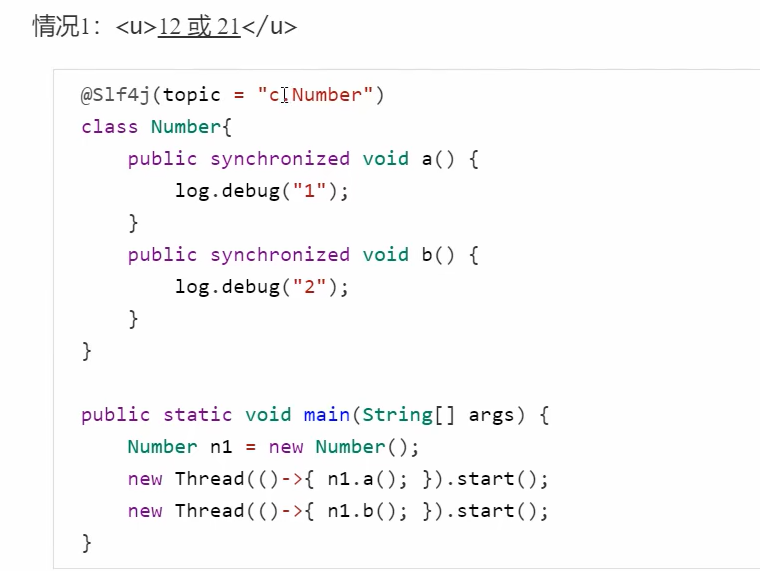 情况1：<u>12 或 21</u>
@Slf4j(topic = "c.Number")
class Number{
    public synchronized void a() {
        log.debug("1");
    }
    public synchronized void b() {
        log.debug("2");
    }
}
public static void main(String[] args) {
    Number n1 = new Number();
    new Thread(()->{ n1.a(); }).start();
    new Thread(()->{ n1.b(); }).start();
}